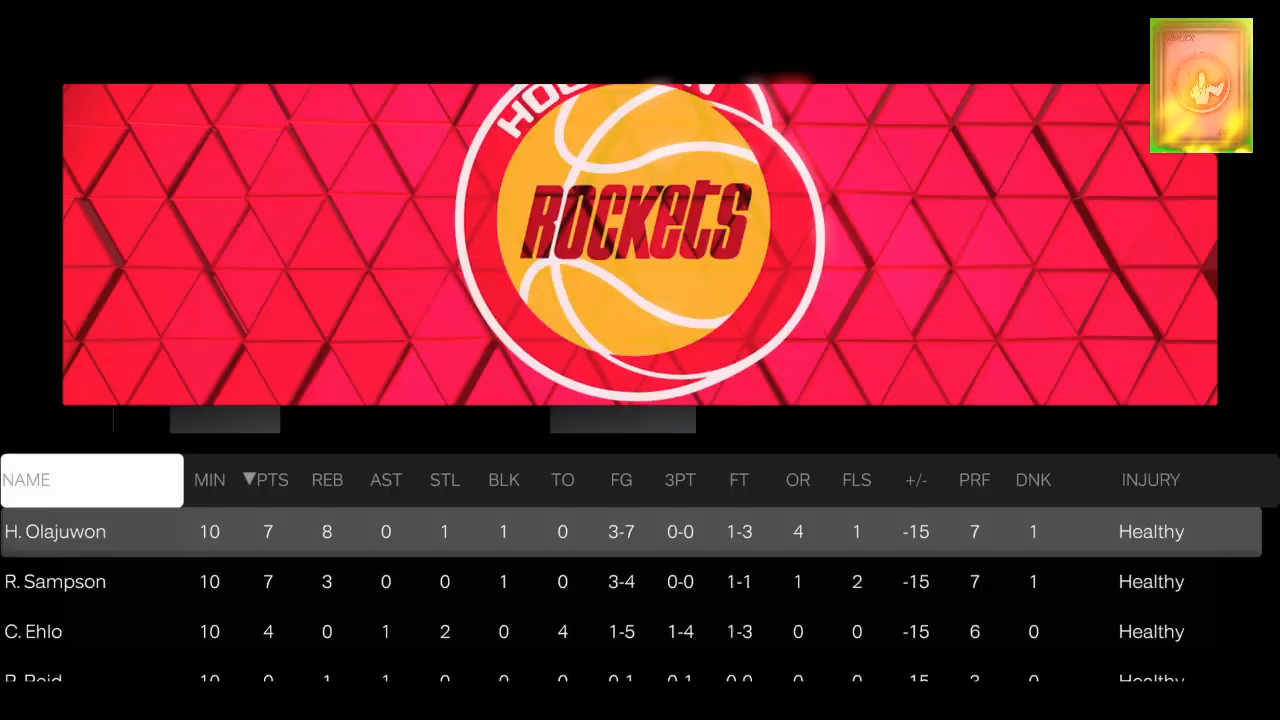 ROCKETS
NAME MIN ▼PTS REB AST STL BLK TO FG 3PT FT OR FLS +/- PRF DNK INJURY
H. Olajuwon 10 7 8 0 1 1 0 3-7 0-0 1-3 4 1 -15 7 1 Healthy
R. Sampson 10 7 3 0 0 1 0 3-4 0-0 1-1 1 2 -15 7 1 Healthy
C. Ehlo 10 4 0 1 2 0 4 1-5 1-4 1-3 0 0 -15 6 0 Healthy